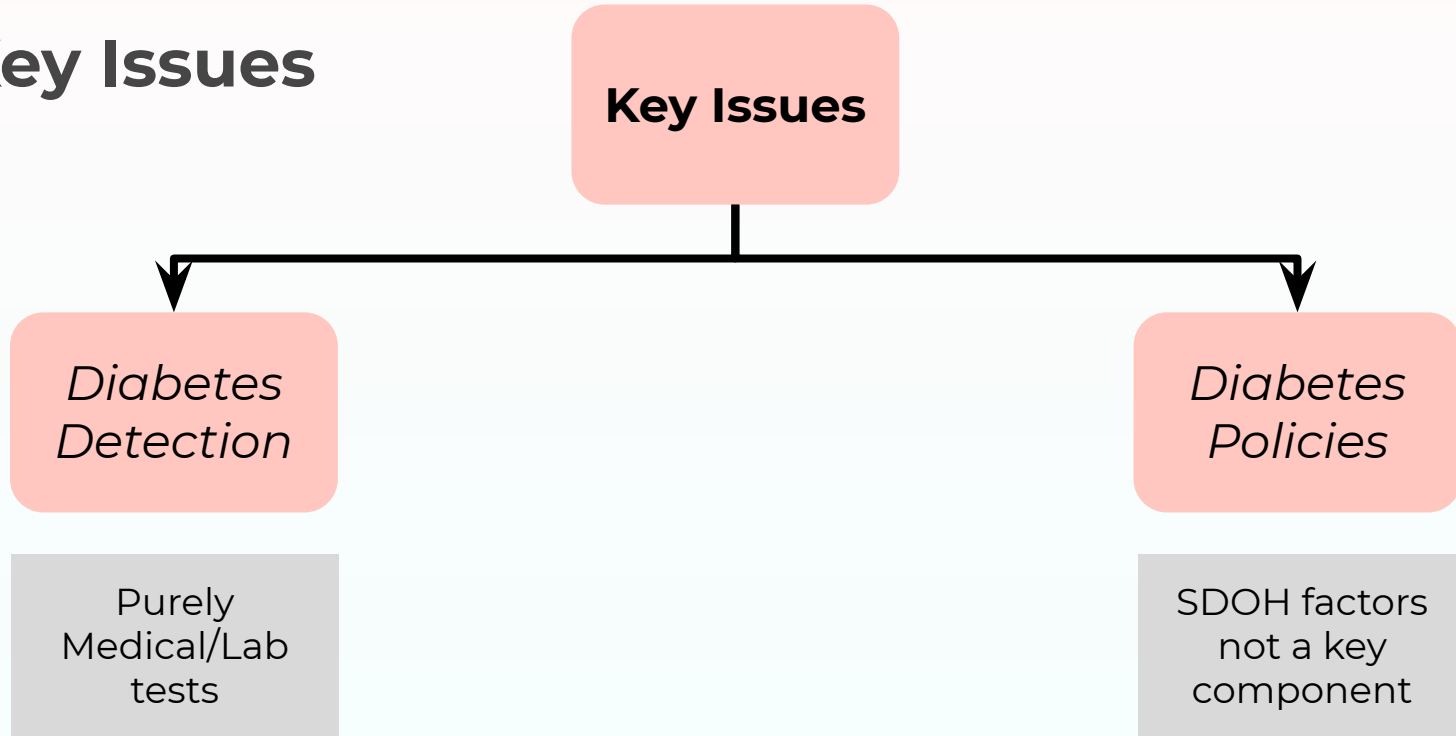 ey Issues
Key Issues
Diabetes
Detection
Diabetes
Policies
Purely
Medical/Lab
tests
SDOH factors
not a key
component